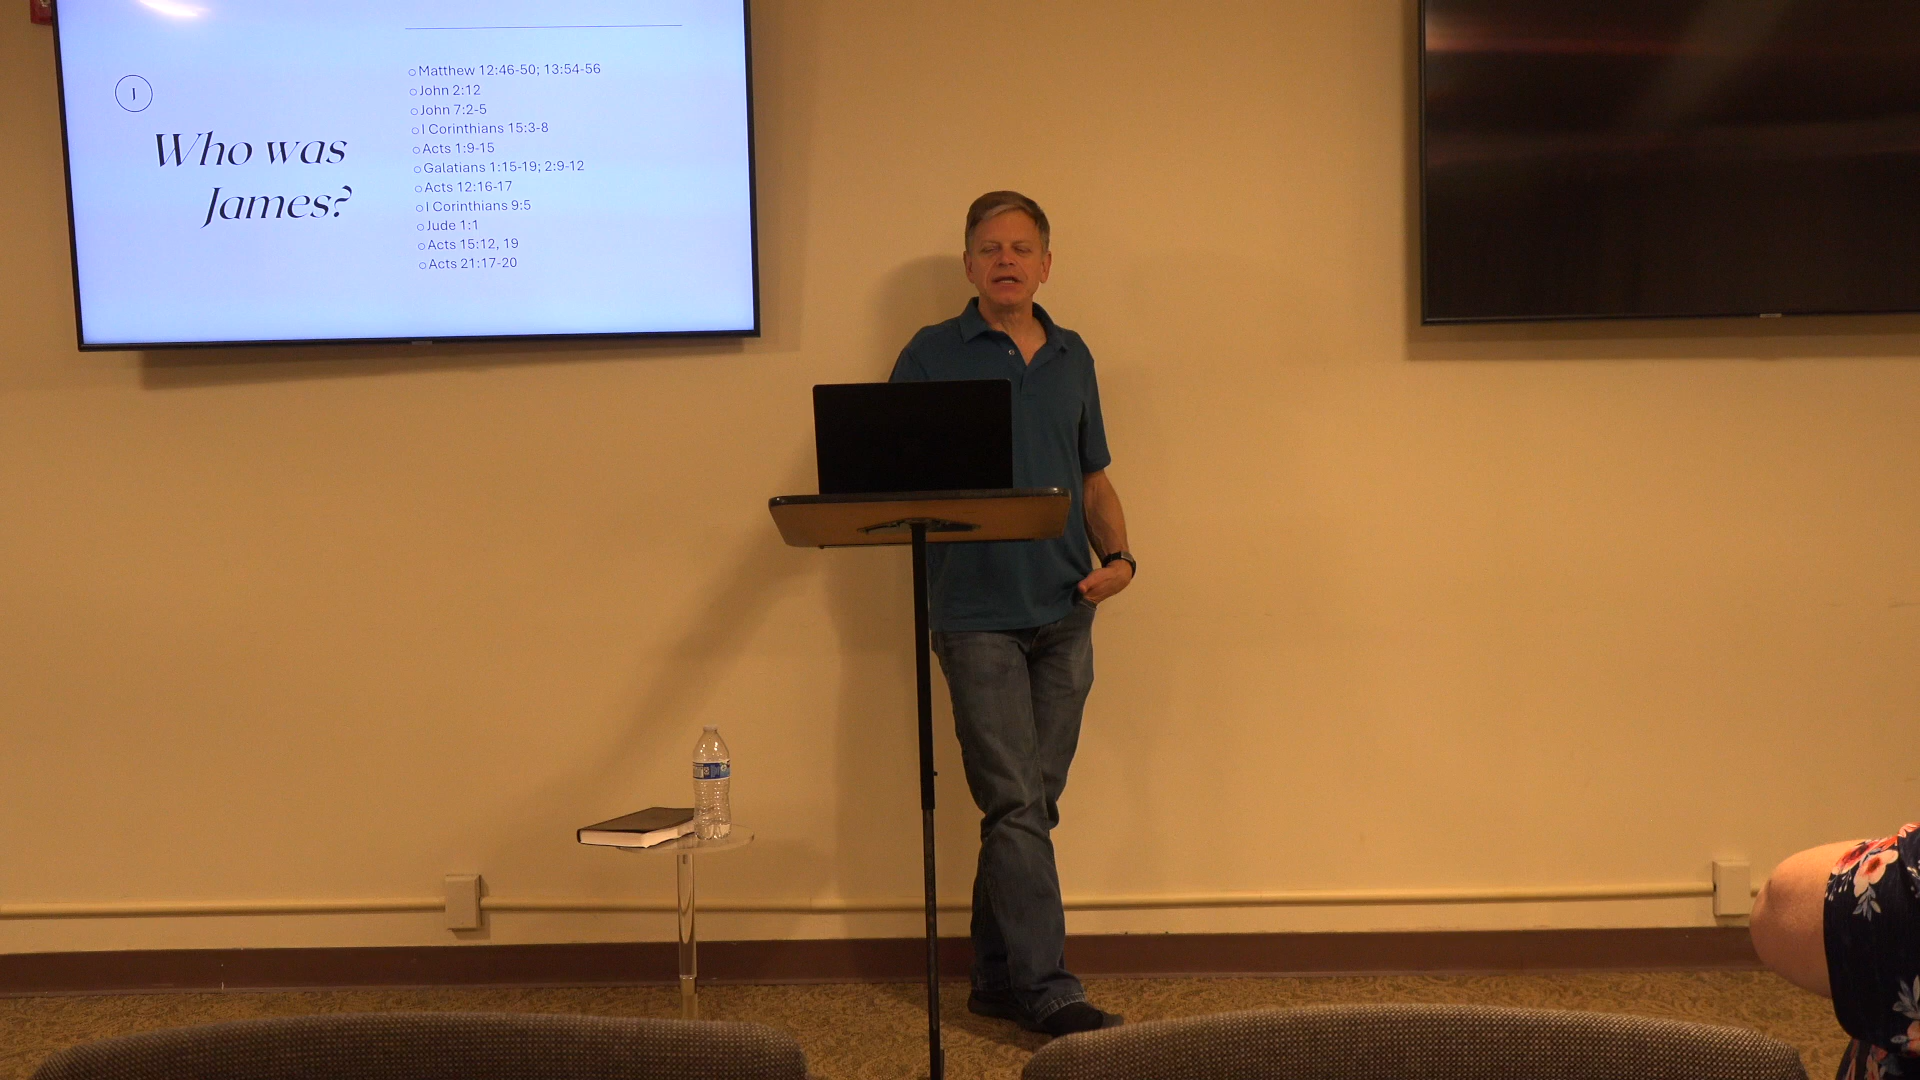 J
Who was
James?
Matthew 12:46-50; 13:54-56
John 2:12
John 7:2-5
I Corinthians 15:3-8
Acts 1:9-15
Galatians 1:15-19; 2:9-12
Acts 12:16-17
I Corinthians 9:5
Jude 1:1
Acts 15:12, 19
Acts 21:17-20